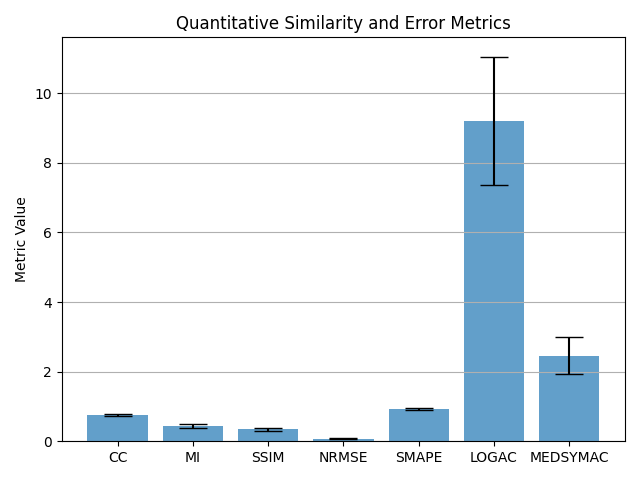 Quantitative Similarity and Error Metrics
Metric Value
10
8
6
4
2
0
CC MI SSIM NRMSE SMAPE LOGAC MEDSYMAC